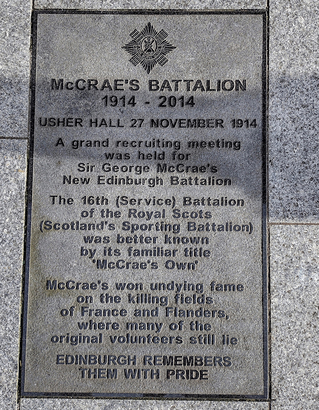 McCRAE'S BATTALION
1914 - 2014
USHER HALL 27 NOVEMBER 1914
A grand recruiting meeting
was held for
Sir George McCrae's
New Edinburgh Battalion
The 16th (Service) Battalion
of the Royal Scots
(Scotland's Sporting Battalion)
was better known
by its familiar title
'McCrae's Own'
McCrae's won undying fame
on the killing fields
of France and Flanders,
where many of the
original volunteers still lie
EDINBURGH REMEMBERS
THEM WITH PRIDE